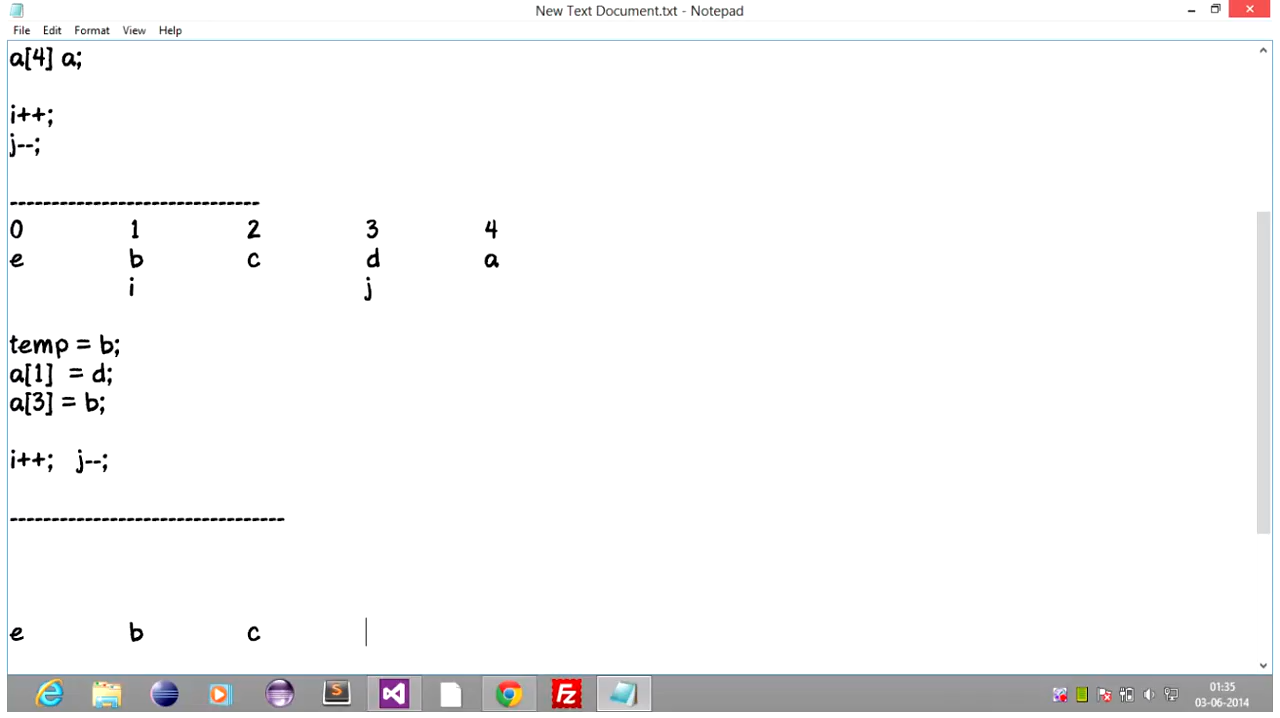 New Text Document.txt - Notepad
File Edit Format View Help
a[4] a;
i++;
j--;
------------------------------
0 1 2 3 4
e b c d a
i j
temp = b;
a[1]  = d;
a[3] = b;
i++;  j--;
---------------------------------
e b c
S
Fz
01:35
03-06-2014